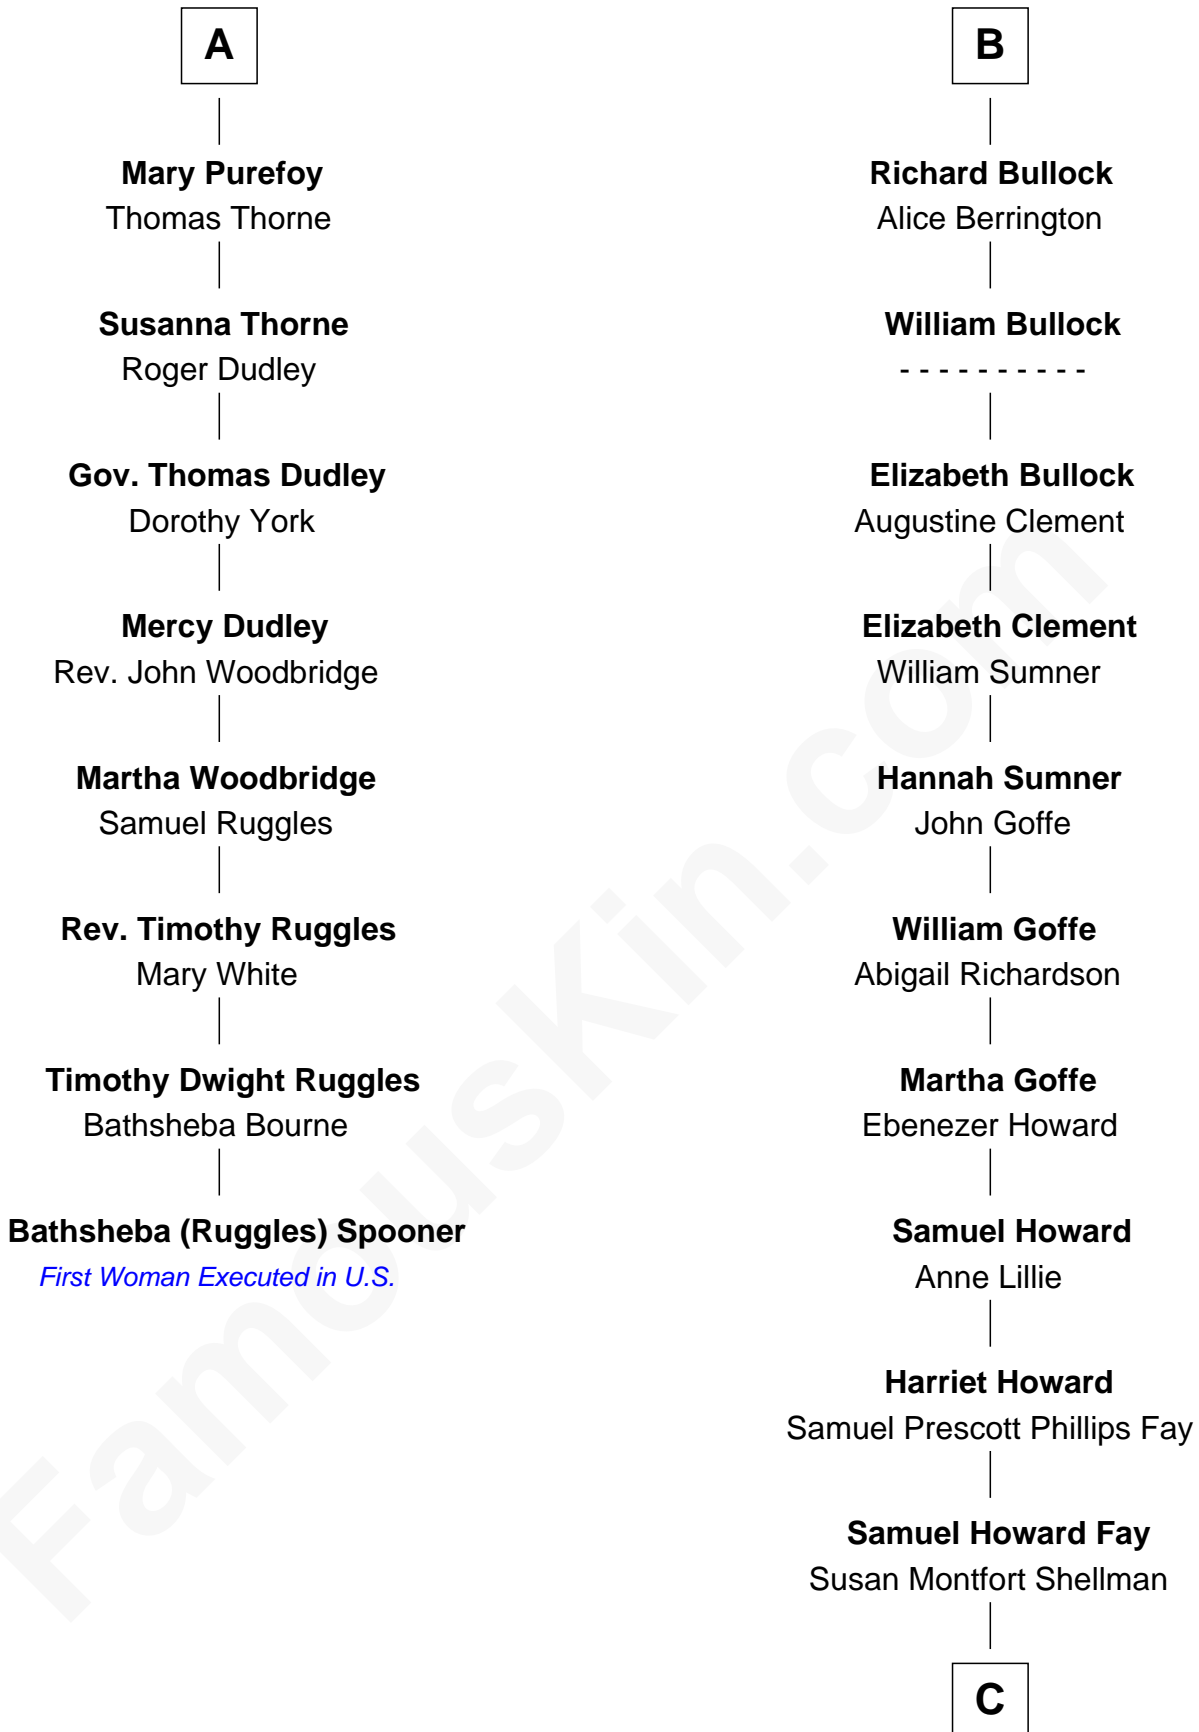 A
Mary Purefoy
Thomas Thorne
Susanna Thorne
Roger Dudley
Gov. Thomas Dudley
Dorothy York
Mercy Dudley
Rev. John Woodbridge
Martha Woodbridge
Samuel Ruggles
Rev. Timothy Ruggles
Mary White
Timothy Dwight Ruggles
Bathsheba Bourne
Bathsheba (Ruggles) Spooner
First Woman Executed in U.S.
B
Richard Bullock
Alice Berrington
William Bullock
- - - - - - - - - -
Elizabeth Bullock
Augustine Clement
Elizabeth Clement
William Sumner
Hannah Sumner
John Goffe
William Goffe
Abigail Richardson
Martha Goffe
Ebenezer Howard
Samuel Howard
Anne Lillie
Harriet Howard
Samuel Prescott Phillips Fay
Samuel Howard Fay
Susan Montfort Shellman
C
FamousKin.com